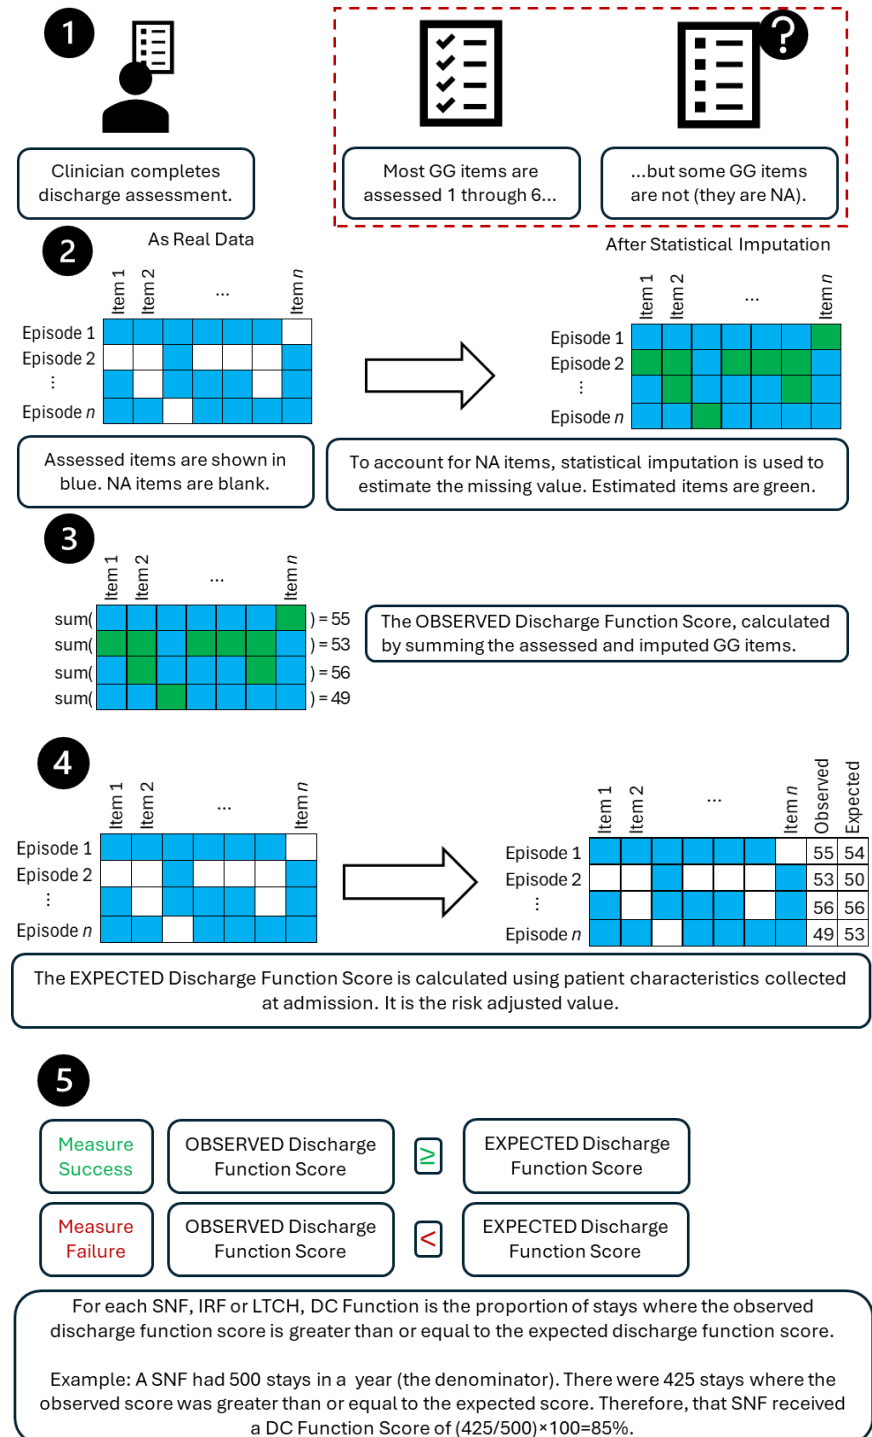 1
?
Clinician completes
discharge assessment.
Most GG items are
assessed 1 through 6...
...but some GG items
are not (they are NA).
2
As Real Data
After Statistical Imputation
Item 1
Item 2
...
Item n
Episode 1
Episode 2
⋮
Episode n
Item 1
Item 2
...
Item n
Episode 1
Episode 2
⋮
Episode n
Assessed items are shown in
blue. NA items are blank.
To account for NA items, statistical imputation is used to
estimate the missing value. Estimated items are green.
3
Item 1
Item 2
...
Item n
sum( ) = 55
sum( ) = 53
sum( ) = 56
sum( ) = 49
The OBSERVED Discharge Function Score, calculated
by summing the assessed and imputed GG items.
4
Item 1
Item 2
...
Item n
Episode 1
Episode 2
⋮
Episode n
Item 1
Item 2
...
Item n
Observed
Expected
Episode 1 55 54
Episode 2 53 50
⋮ 56 56
Episode n 49 53
The EXPECTED Discharge Function Score is calculated using patient characteristics collected
at admission. It is the risk adjusted value.
5
Measure
Success
OBSERVED Discharge
Function Score
≥
EXPECTED Discharge
Function Score
Measure
Failure
OBSERVED Discharge
Function Score
<
EXPECTED Discharge
Function Score
For each SNF, IRF or LTCH, DC Function is the proportion of stays where the observed
discharge function score is greater than or equal to the expected discharge function score.
Example: A SNF had 500 stays in a year (the denominator). There were 425 stays where the
observed score was greater than or equal to the expected score. Therefore, that SNF received
a DC Function Score of (425/500)×100=85%.